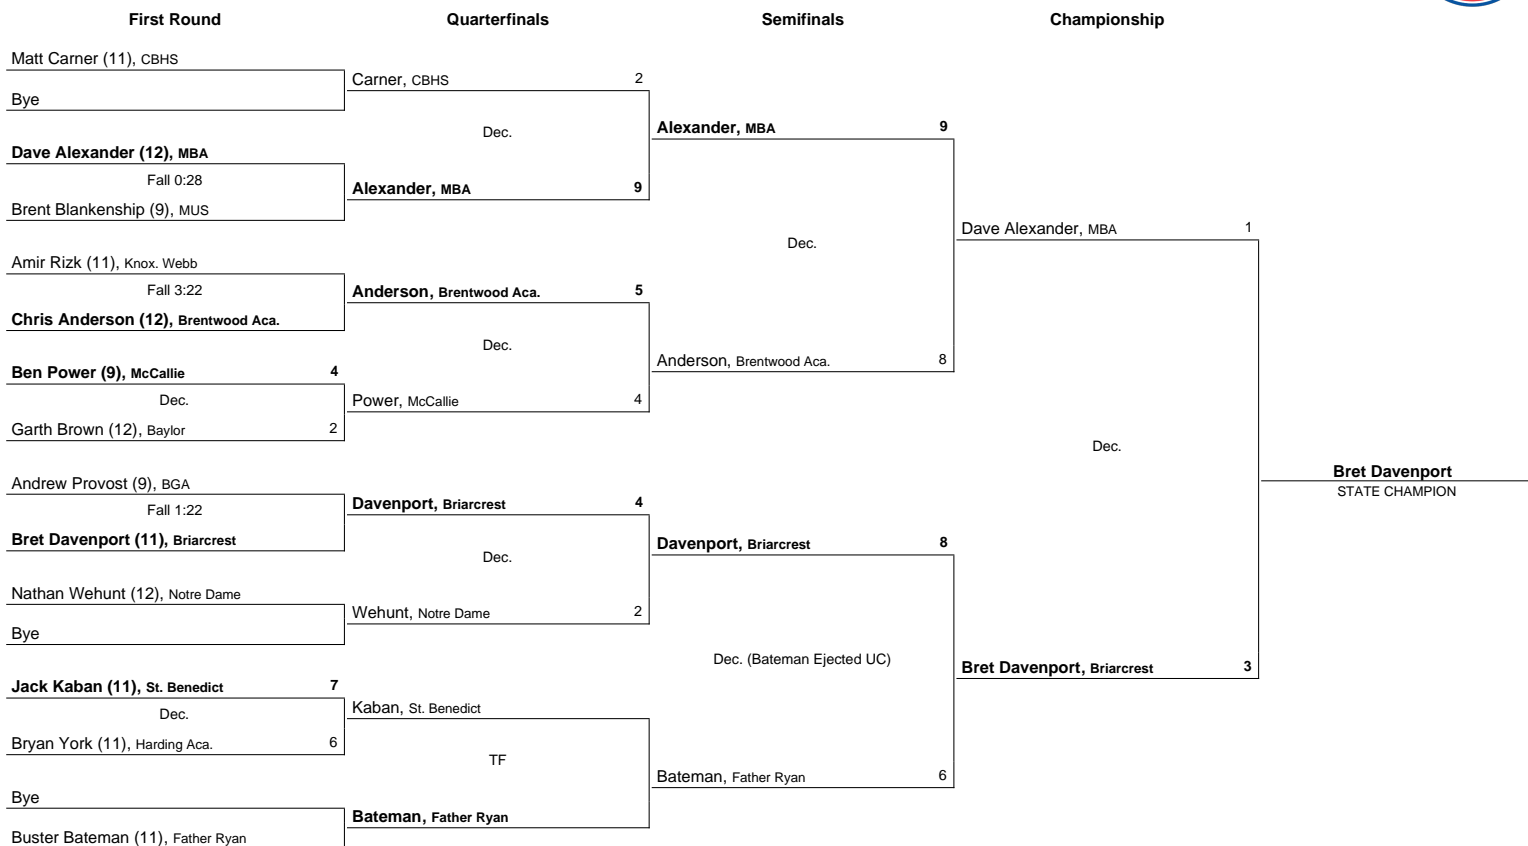 First Round Quarterfinals Semifinals Championship
Matt Carner (11), CBHS
Bye
Dave Alexander (12), MBA
Fall 0:28
Brent Blankenship (9), MUS
Amir Rizk (11), Knox. Webb
Fall 3:22
Chris Anderson (12), Brentwood Aca.
Ben Power (9), McCallie 4
Dec.
Garth Brown (12), Baylor 2
Andrew Provost (9), BGA
Fall 1:22
Bret Davenport (11), Briarcrest
Nathan Wehunt (12), Notre Dame
Bye
Jack Kaban (11), St. Benedict 7
Dec.
Bryan York (11), Harding Aca. 6
Bye
Buster Bateman (11), Father Ryan
Carner, CBHS 2
Dec.
Alexander, MBA 9
Anderson, Brentwood Aca. 5
Dec.
Power, McCallie 4
Davenport, Briarcrest 4
Dec.
Wehunt, Notre Dame 2
Kaban, St. Benedict
TF
Bateman, Father Ryan
Alexander, MBA 9
Dec.
Anderson, Brentwood Aca. 8
Davenport, Briarcrest 8
Dec. (Bateman Ejected UC)
Bateman, Father Ryan 6
Dave Alexander, MBA 1
Dec.
Bret Davenport, Briarcrest 3
Bret Davenport
STATE CHAMPION